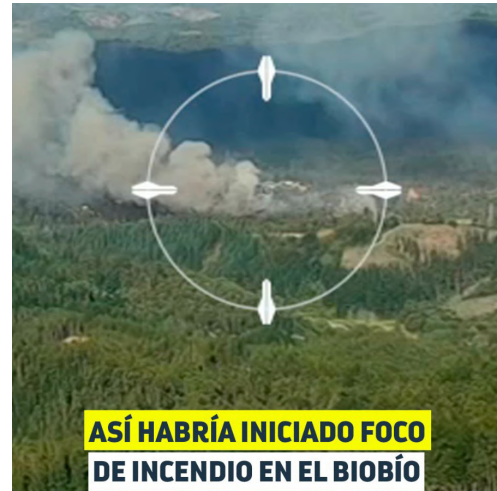 ASÍ HABRÍA INICIADO FOCO
DE INCENDIO EN EL BIOBÍO